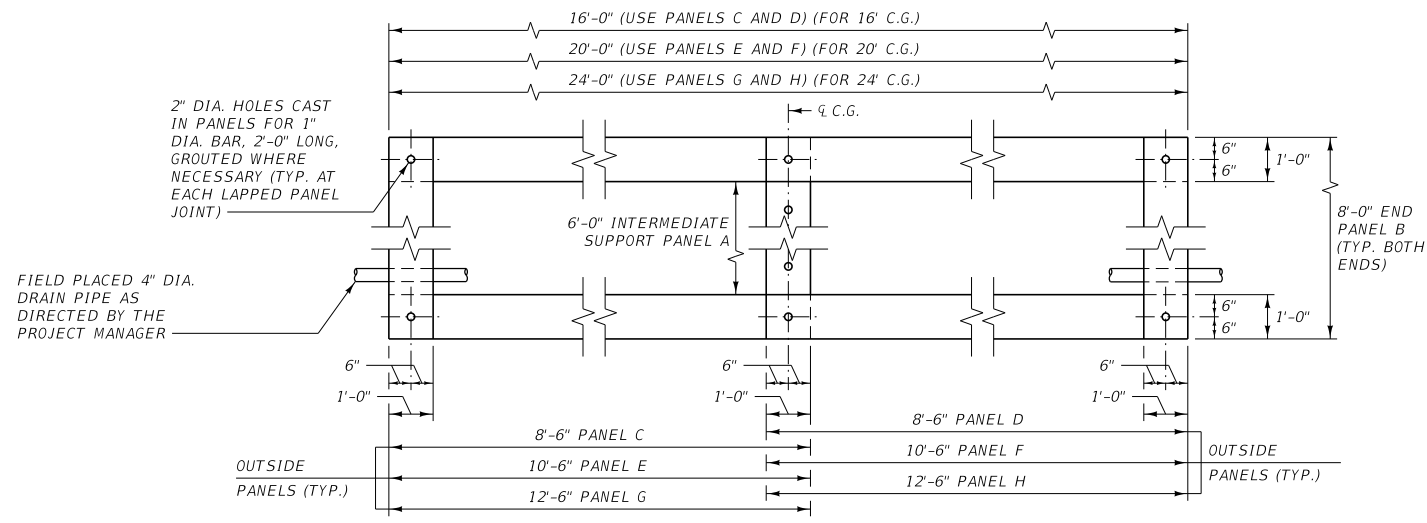 16'-0" (USE PANELS C AND D) (FOR 16' C.G.)
20'-0" (USE PANELS E AND F) (FOR 20' C.G.)
24'-0" (USE PANELS G AND H) (FOR 24' C.G.)
2" DIA. HOLES CAST
IN PANELS FOR 1"
DIA. BAR, 2'-0" LONG,
GROUTED WHERE
NECESSARY (TYP. AT
EACH LAPPED PANEL
JOINT)
℄ C.G.
6"
6"
1'-0"
6'-0" INTERMEDIATE
SUPPORT PANEL A
8'-0" END
PANEL B
(TYP. BOTH
ENDS)
FIELD PLACED 4" DIA.
DRAIN PIPE AS
DIRECTED BY THE
PROJECT MANAGER
6"
6"
1'-0"
6"
6"
6"
1'-0"
1'-0"
1'-0"
8'-6" PANEL C
8'-6" PANEL D
10'-6" PANEL E
10'-6" PANEL F
12'-6" PANEL G
12'-6" PANEL H
OUTSIDE
PANELS (TYP.)
OUTSIDE
PANELS (TYP.)